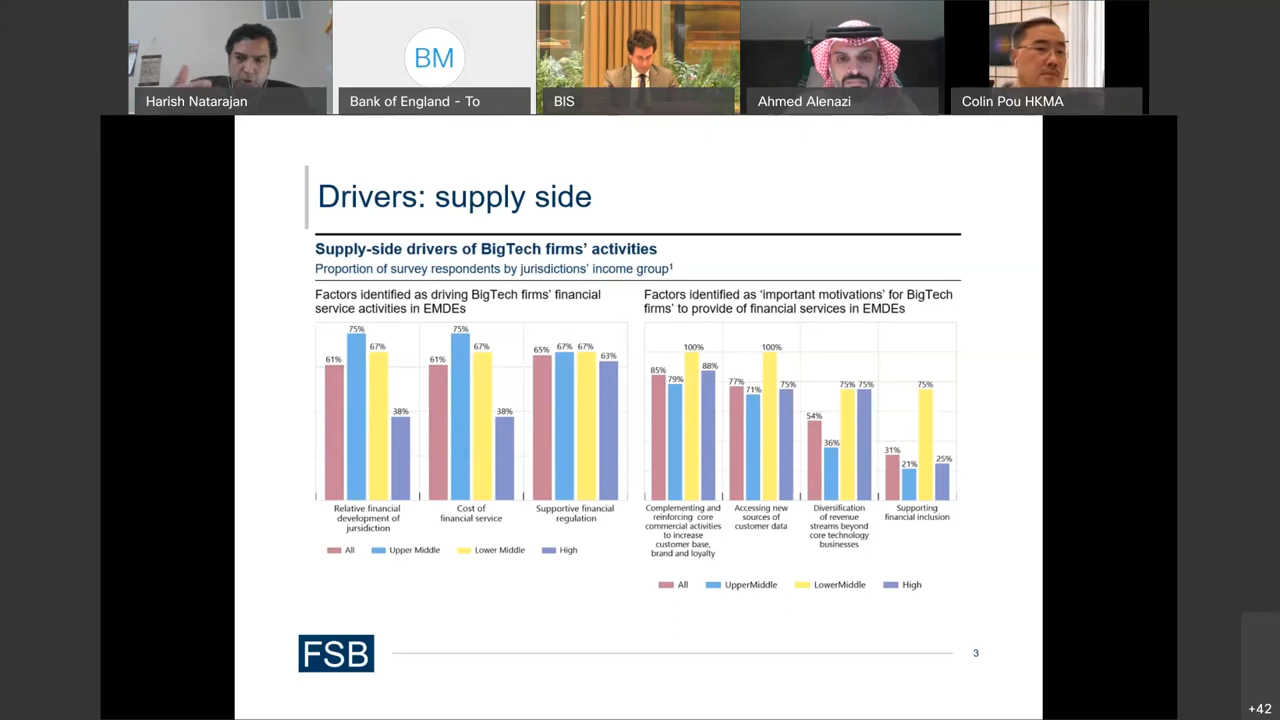 BM
Harish Natarajan
Bank of England - To
BIS
Ahmed Alenazi
Colin Pou HKMA
Drivers: supply side
Supply-side drivers of BigTech firms' activities
Proportion of survey respondents by jurisdictions' income group¹
Factors identified as driving BigTech firms' financial
service activities in EMDEs
75%
75%
61%
67%
38%
61%
67%
38%
65%
67%
67%
63%
Relative financial
development of
jursidiction
Cost of
financial service
Supportive financial
regulation
All
Upper Middle
Lower Middle
High
Factors identified as 'important motivations' for BigTech
firms' to provide of financial services in EMDEs
85%
79%
100%
88%
77%
71%
100%
75%
54%
36%
75%
75%
31%
21%
75%
25%
Complementing and
reinforcing core
commercial activities
to increase
customer base,
brand and loyalty
Accessing new
sources of
customer data
Diversification
of revenue
streams beyond
core technology
businesses
Supporting
financial inclusion
All
UpperMiddle
LowerMiddle
High
FSB
3
+42